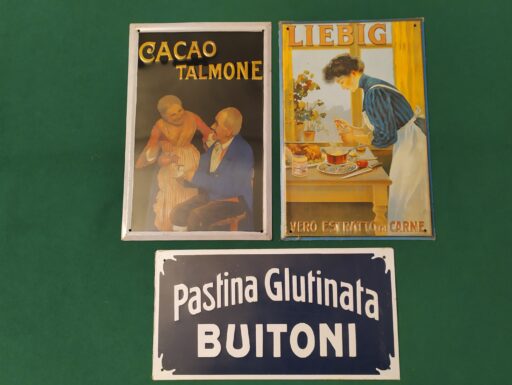 CACAO
TALMONE
LIEBIG
VERO ESTRATTO DI CARNE
Pastina Glutinata
BUITONI